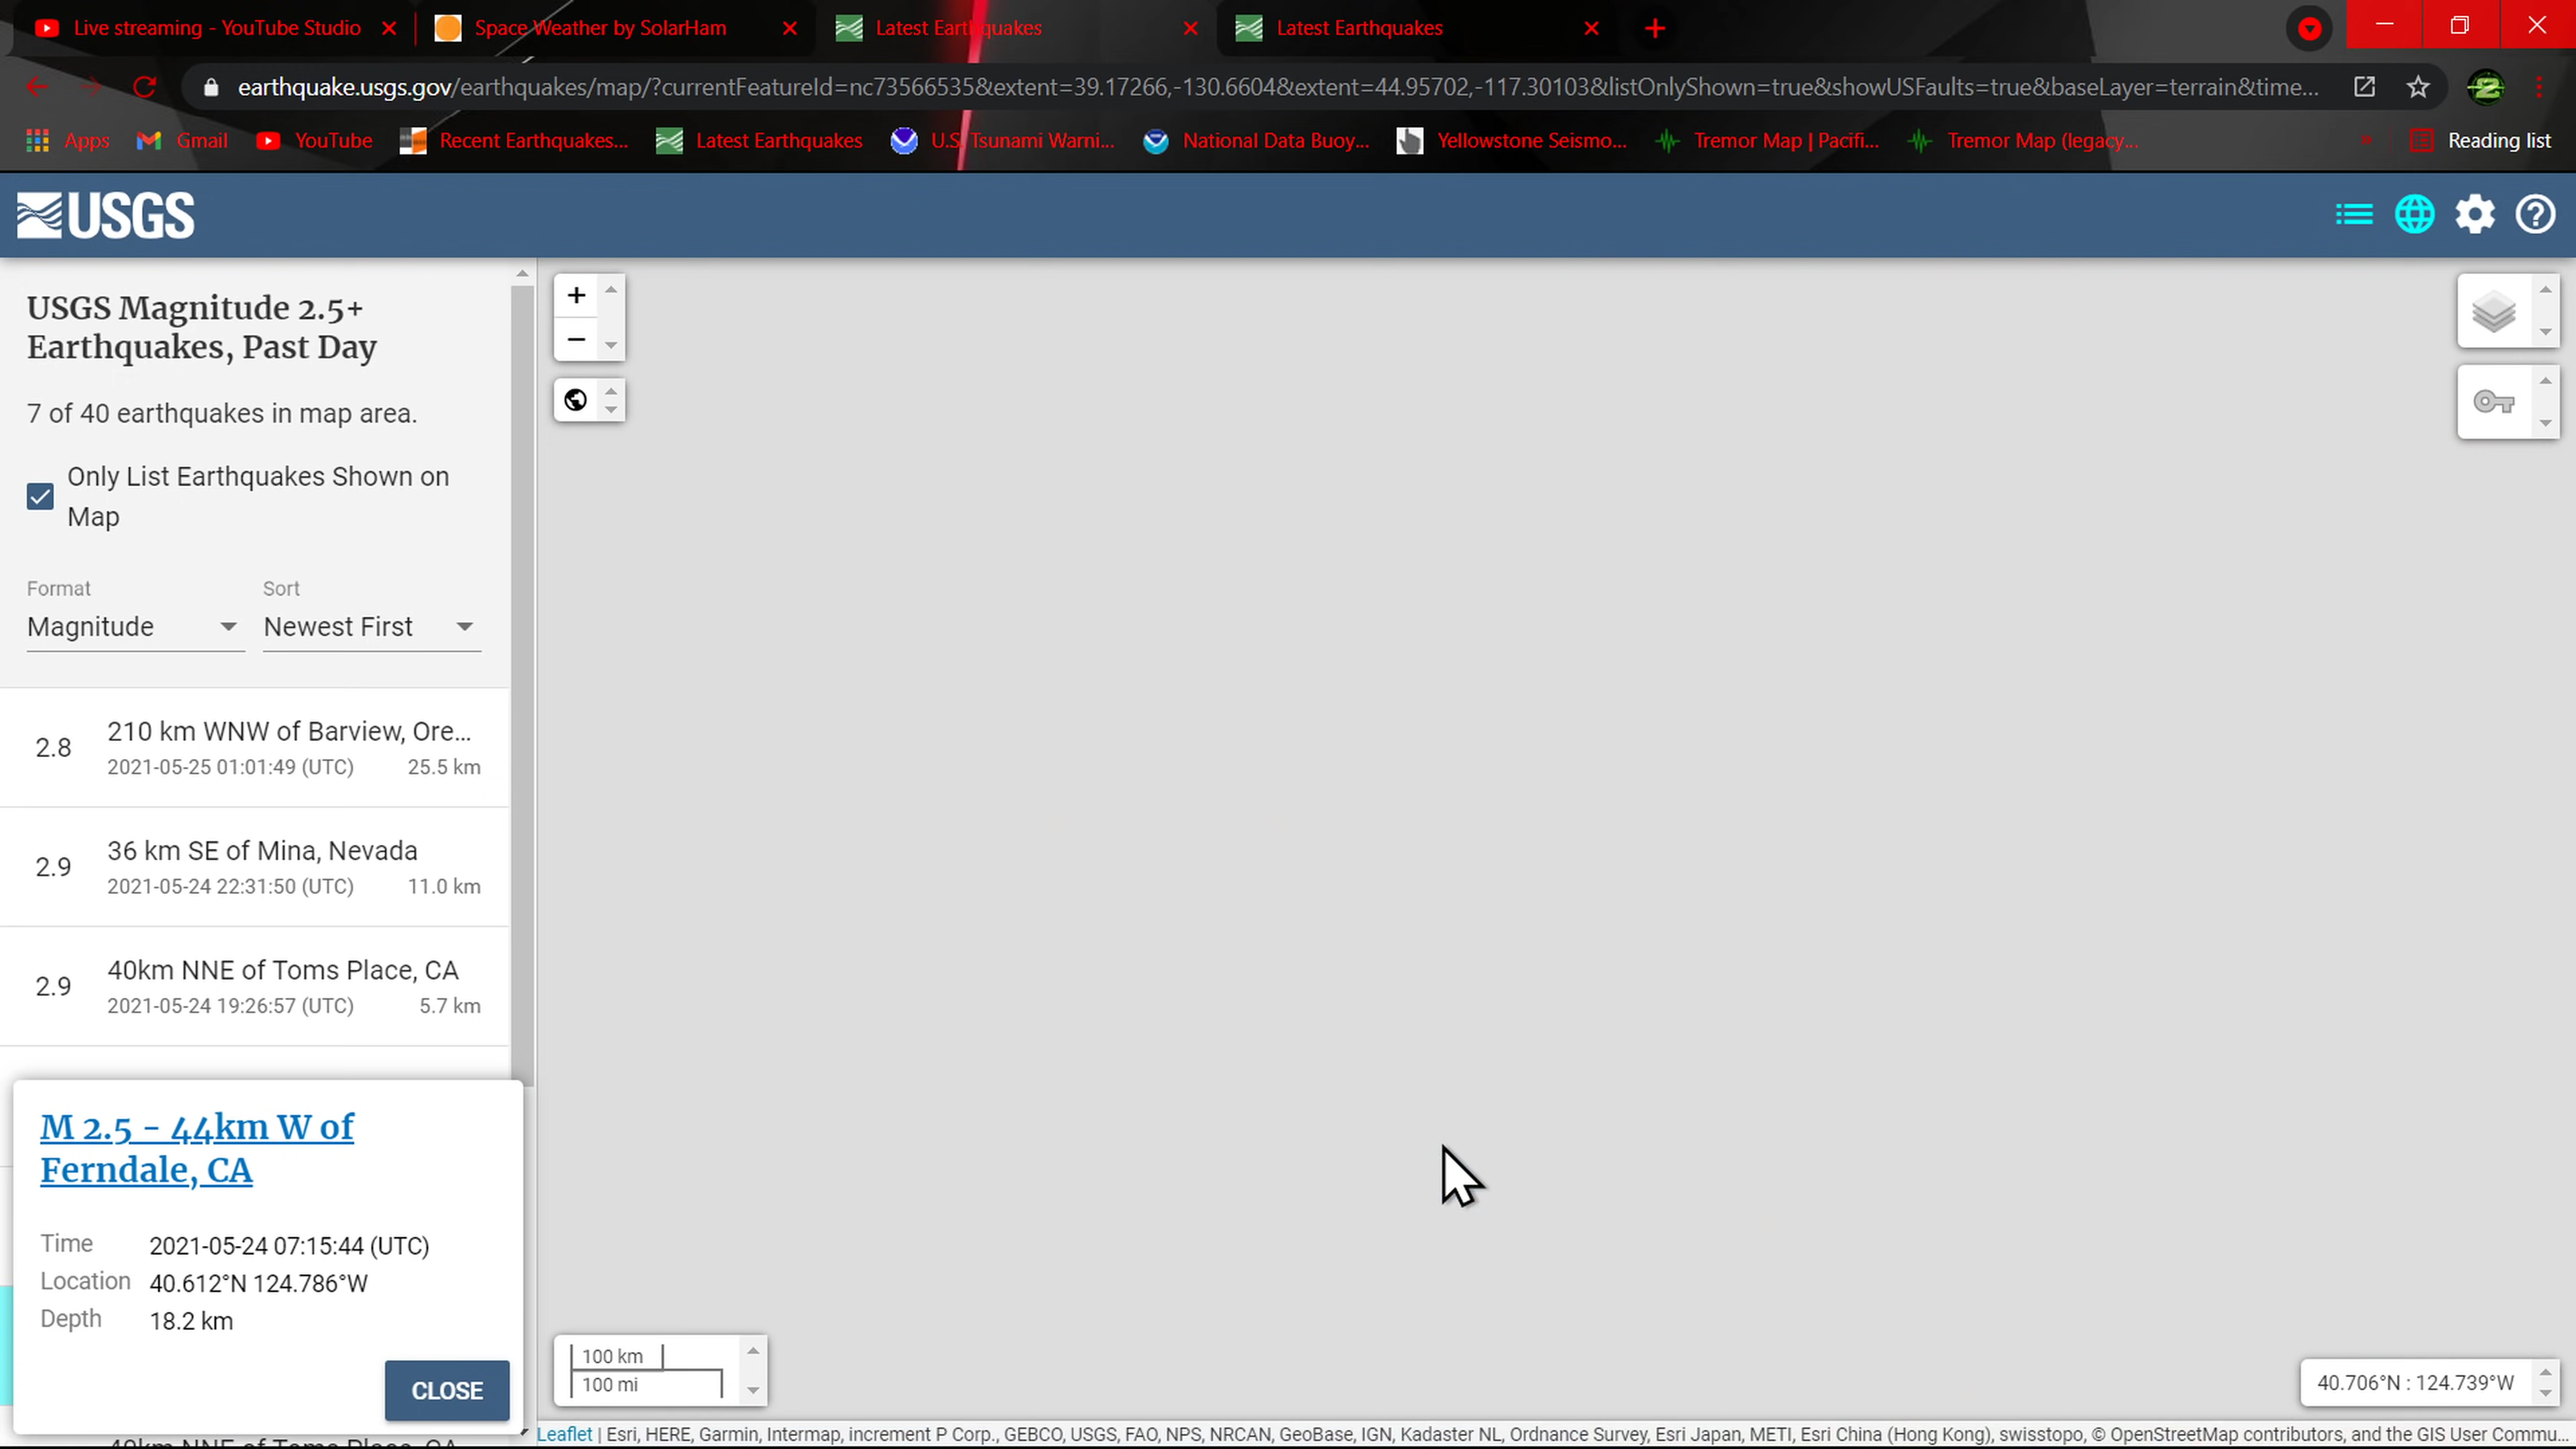 Live streaming - YouTube Studio
Space Weather by SolarHam
Latest Earthquakes
Latest Earthquakes
earthquake.usgs.gov/earthquakes/map/?currentFeatureId=nc73566535&extent=39.17266,-130.6604&extent=44.95702,-117.30103&listOnlyShown=true&showUSFaults=true&baseLayer=terrain&time...
Apps
Gmail
YouTube
Recent Earthquakes...
Latest Earthquakes
U.S. Tsunami Warni...
National Data Buoy...
Yellowstone Seismo...
Tremor Map | Pacifi...
Tremor Map (legacy...
Reading list
USGS
USGS Magnitude 2.5+
Earthquakes, Past Day
7 of 40 earthquakes in map area.
Only List Earthquakes Shown on
Map
Format
Sort
Magnitude
Newest First
2.8
210 km WNW of Barview, Ore...
2021-05-25 01:01:49 (UTC) 25.5 km
2.9
36 km SE of Mina, Nevada
2021-05-24 22:31:50 (UTC) 11.0 km
2.9
40km NNE of Toms Place, CA
2021-05-24 19:26:57 (UTC) 5.7 km
M 2.5 - 44km W of
Ferndale, CA
Time 2021-05-24 07:15:44 (UTC)
Location 40.612°N 124.786°W
Depth 18.2 km
CLOSE
40km NNE of Toms Place, CA
100 km
100 mi
40.706°N : 124.739°W
Leaflet | Esri, HERE, Garmin, Intermap, increment P Corp., GEBCO, USGS, FAO, NPS, NRCAN, GeoBase, IGN, Kadaster NL, Ordnance Survey, Esri Japan, METI, Esri China (Hong Kong), swisstopo, © OpenStreetMap contributors, and the GIS User Commu...